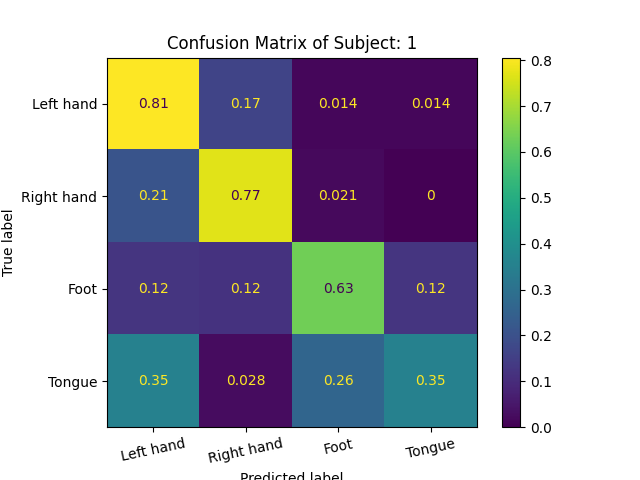 Confusion Matrix of Subject: 1
Left hand 0.81 0.17 0.014 0.014
Right hand 0.21 0.77 0.021 0
Foot 0.12 0.12 0.63 0.12
Tongue 0.35 0.028 0.26 0.35
Left hand Right hand Foot Tongue
Predicted label
True label
0.8
0.7
0.6
0.5
0.4
0.3
0.2
0.1
0.0